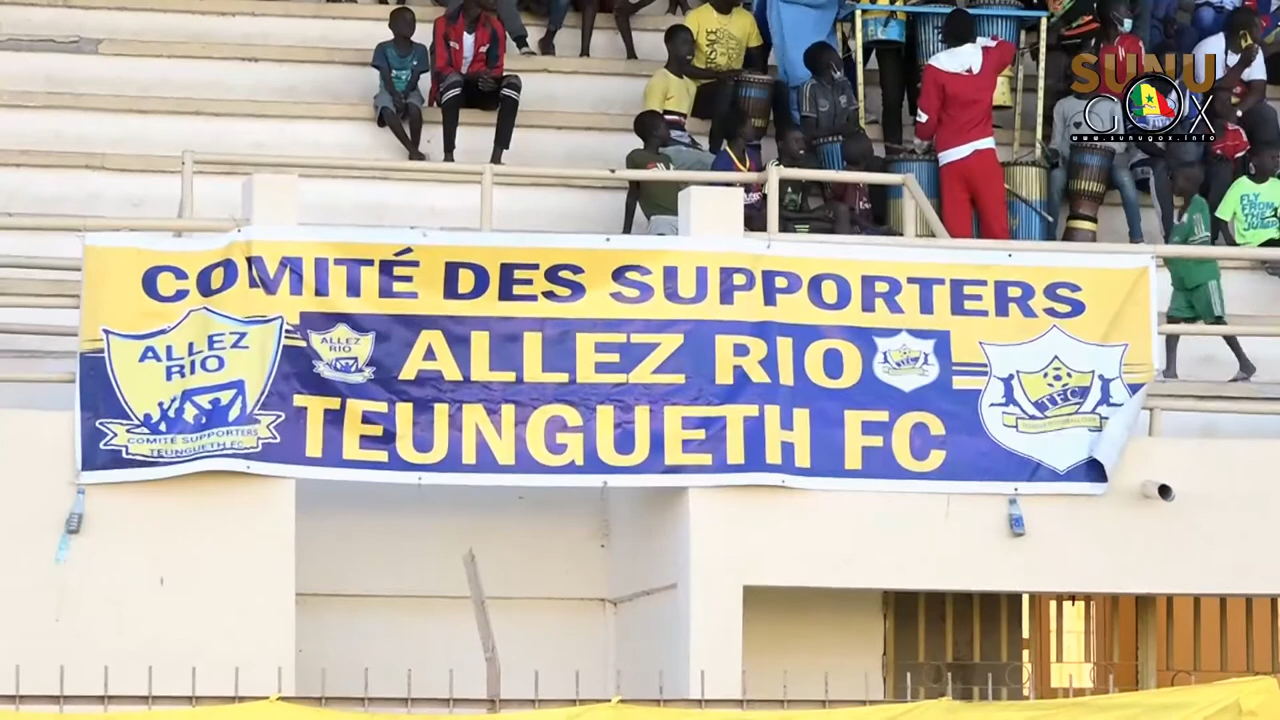 SUNU
GOX
www.sunugox.info
FLY
FROM
THE
JUMP
COMITÉ DES SUPPORTERS
ALLEZ RIO
TEUNGUETH FC
ALLEZ
RIO
COMITÉ SUPPORTERS
TEUNGUETH FC
ALLEZ
RIO
TFC